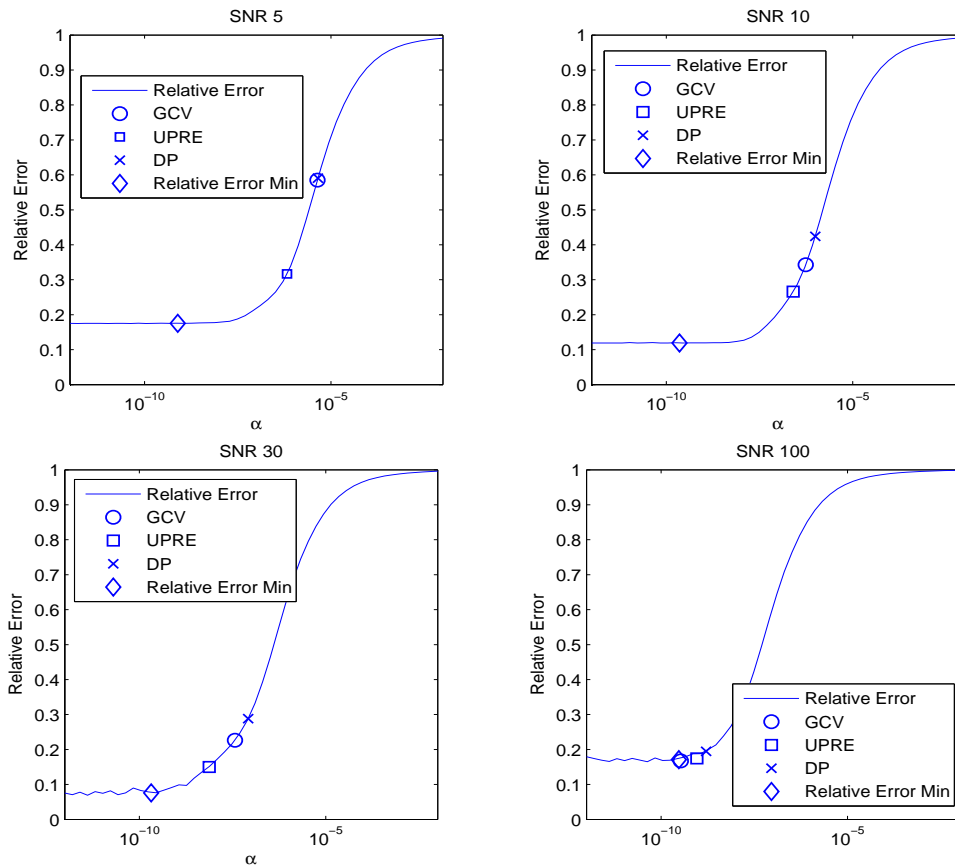 SNR 5
1
0.9
0.8
0.7
0.6
0.5
0.4
0.3
0.2
0.1
0
Relative Error
10^-10
10^-5
α
Relative Error
GCV
UPRE
DP
Relative Error Min
SNR 10
1
0.9
0.8
0.7
0.6
0.5
0.4
0.3
0.2
0.1
0
Relative Error
10^-10
10^-5
α
Relative Error
GCV
UPRE
DP
Relative Error Min
SNR 30
1
0.9
0.8
0.7
0.6
0.5
0.4
0.3
0.2
0.1
0
Relative Error
10^-10
10^-5
α
Relative Error
GCV
UPRE
DP
Relative Error Min
SNR 100
1
0.9
0.8
0.7
0.6
0.5
0.4
0.3
0.2
0.1
0
Relative Error
10^-10
10^-5
α
Relative Error
GCV
UPRE
DP
Relative Error Min